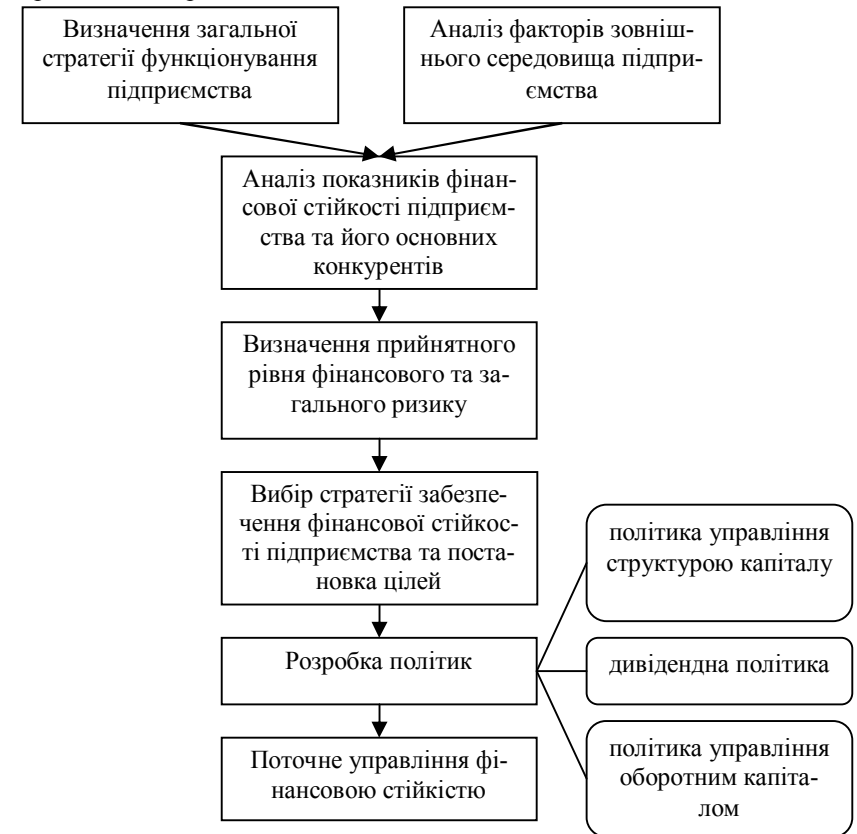 Визначення загальної
стратегії функціонування
підприємства
Аналіз факторів зовніш-
нього середовища підпри-
ємства
Аналіз показників фінан-
сової стійкості підприєм-
ства та його основних
конкурентів
Визначення прийнятного
рівня фінансового та за-
гального ризику
Вибір стратегії забезпе-
чення фінансової стійкос-
ті підприємства та поста-
новка цілей
політика управління
структурою капіталу
Розробка політик
дивідендна політика
Поточне управління фі-
нансовою стійкістю
політика управління
оборотним капіта-
лом